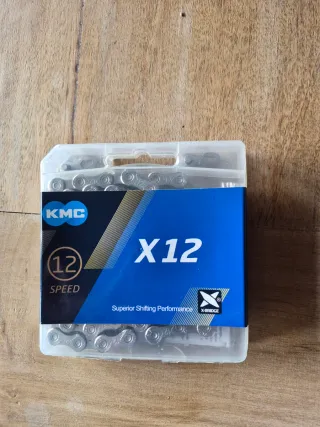 KMC
X12
12
SPEED
Superior Shifting Performance
X
X-BRIDGE